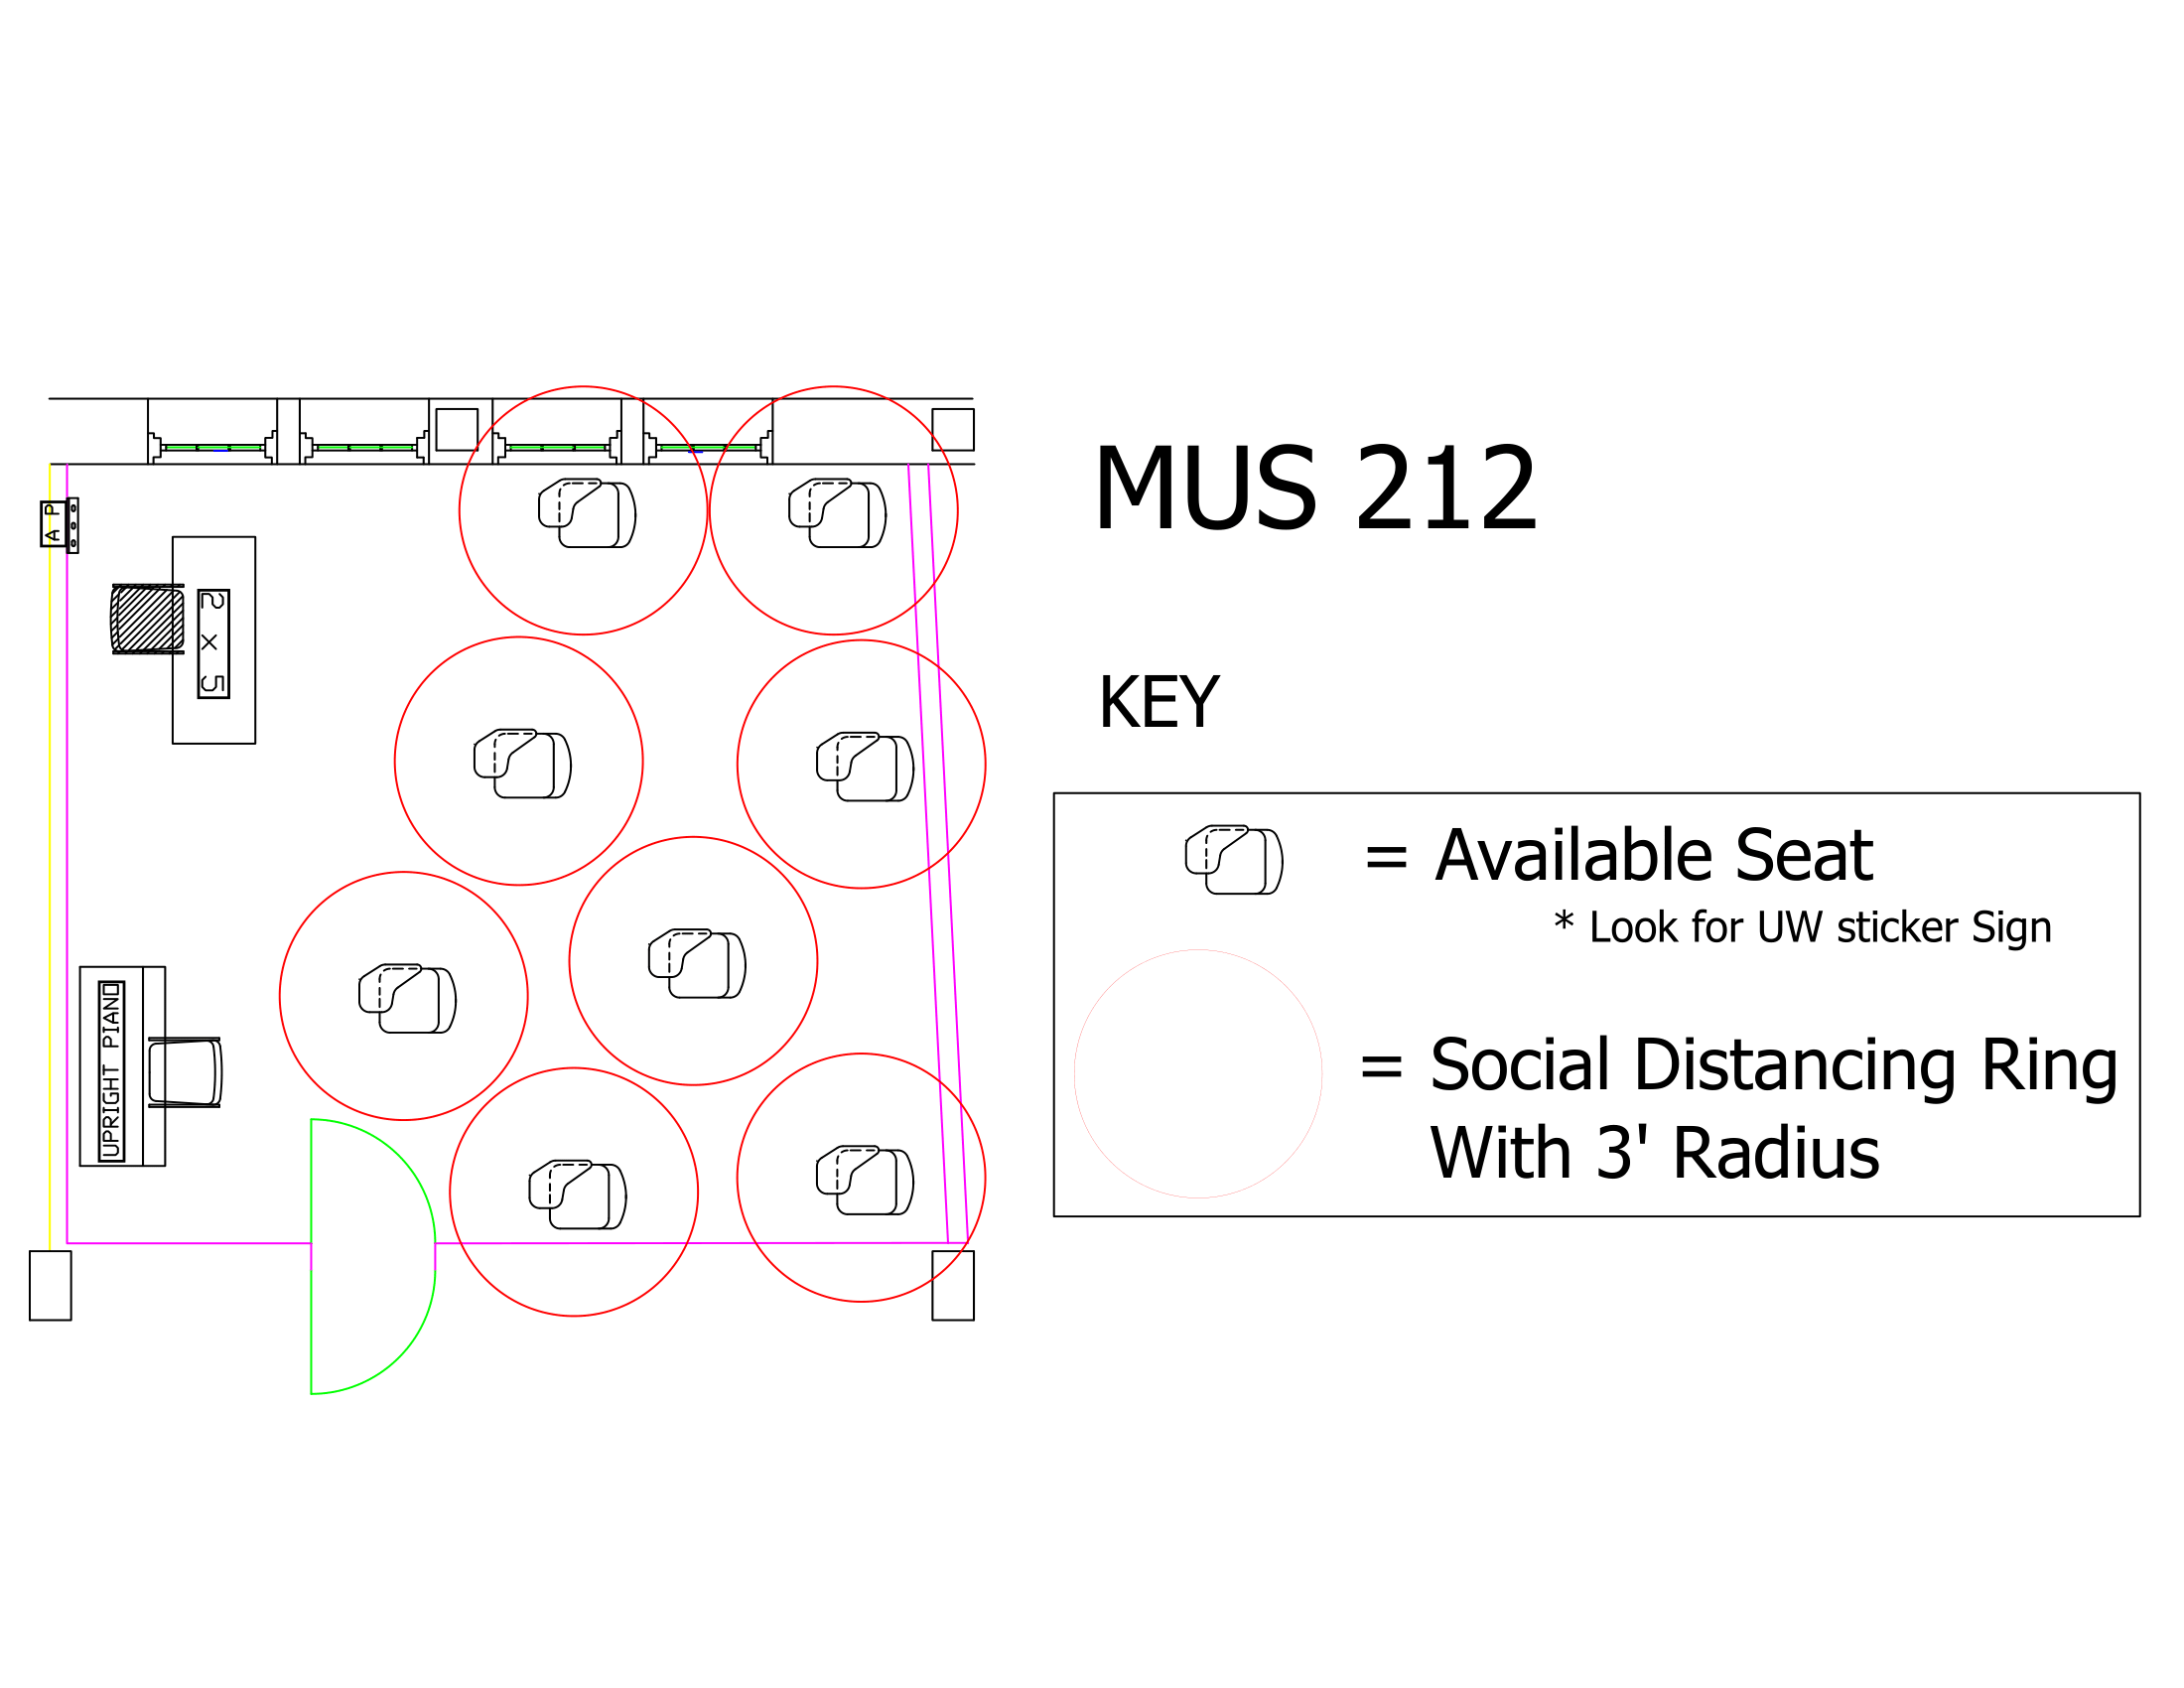 MUS 212
KEY
= Available Seat
* Look for UW sticker Sign
= Social Distancing Ring
With 3' Radius
A P
2 x 5
UPRIGHT PIANO